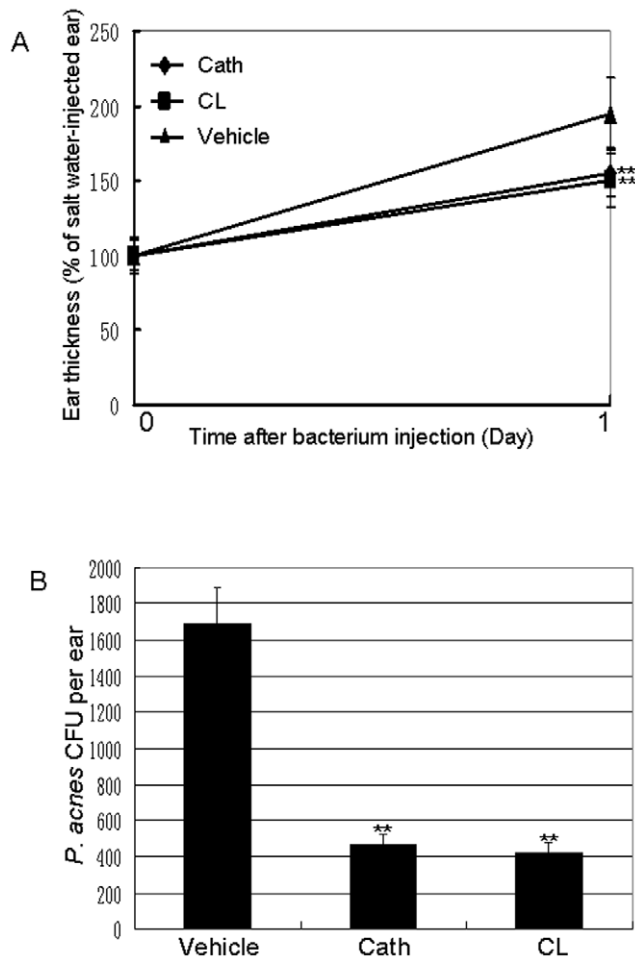 A
Ear thickness (% of salt water-injected ear)
250
200
150
100
50
0
Cath
CL
Vehicle
**
**
0
1
Time after bacterium injection (Day)
B
P. acnes CFU per ear
2000
1800
1600
1400
1200
1000
800
600
400
200
0
**
**
Vehicle
Cath
CL